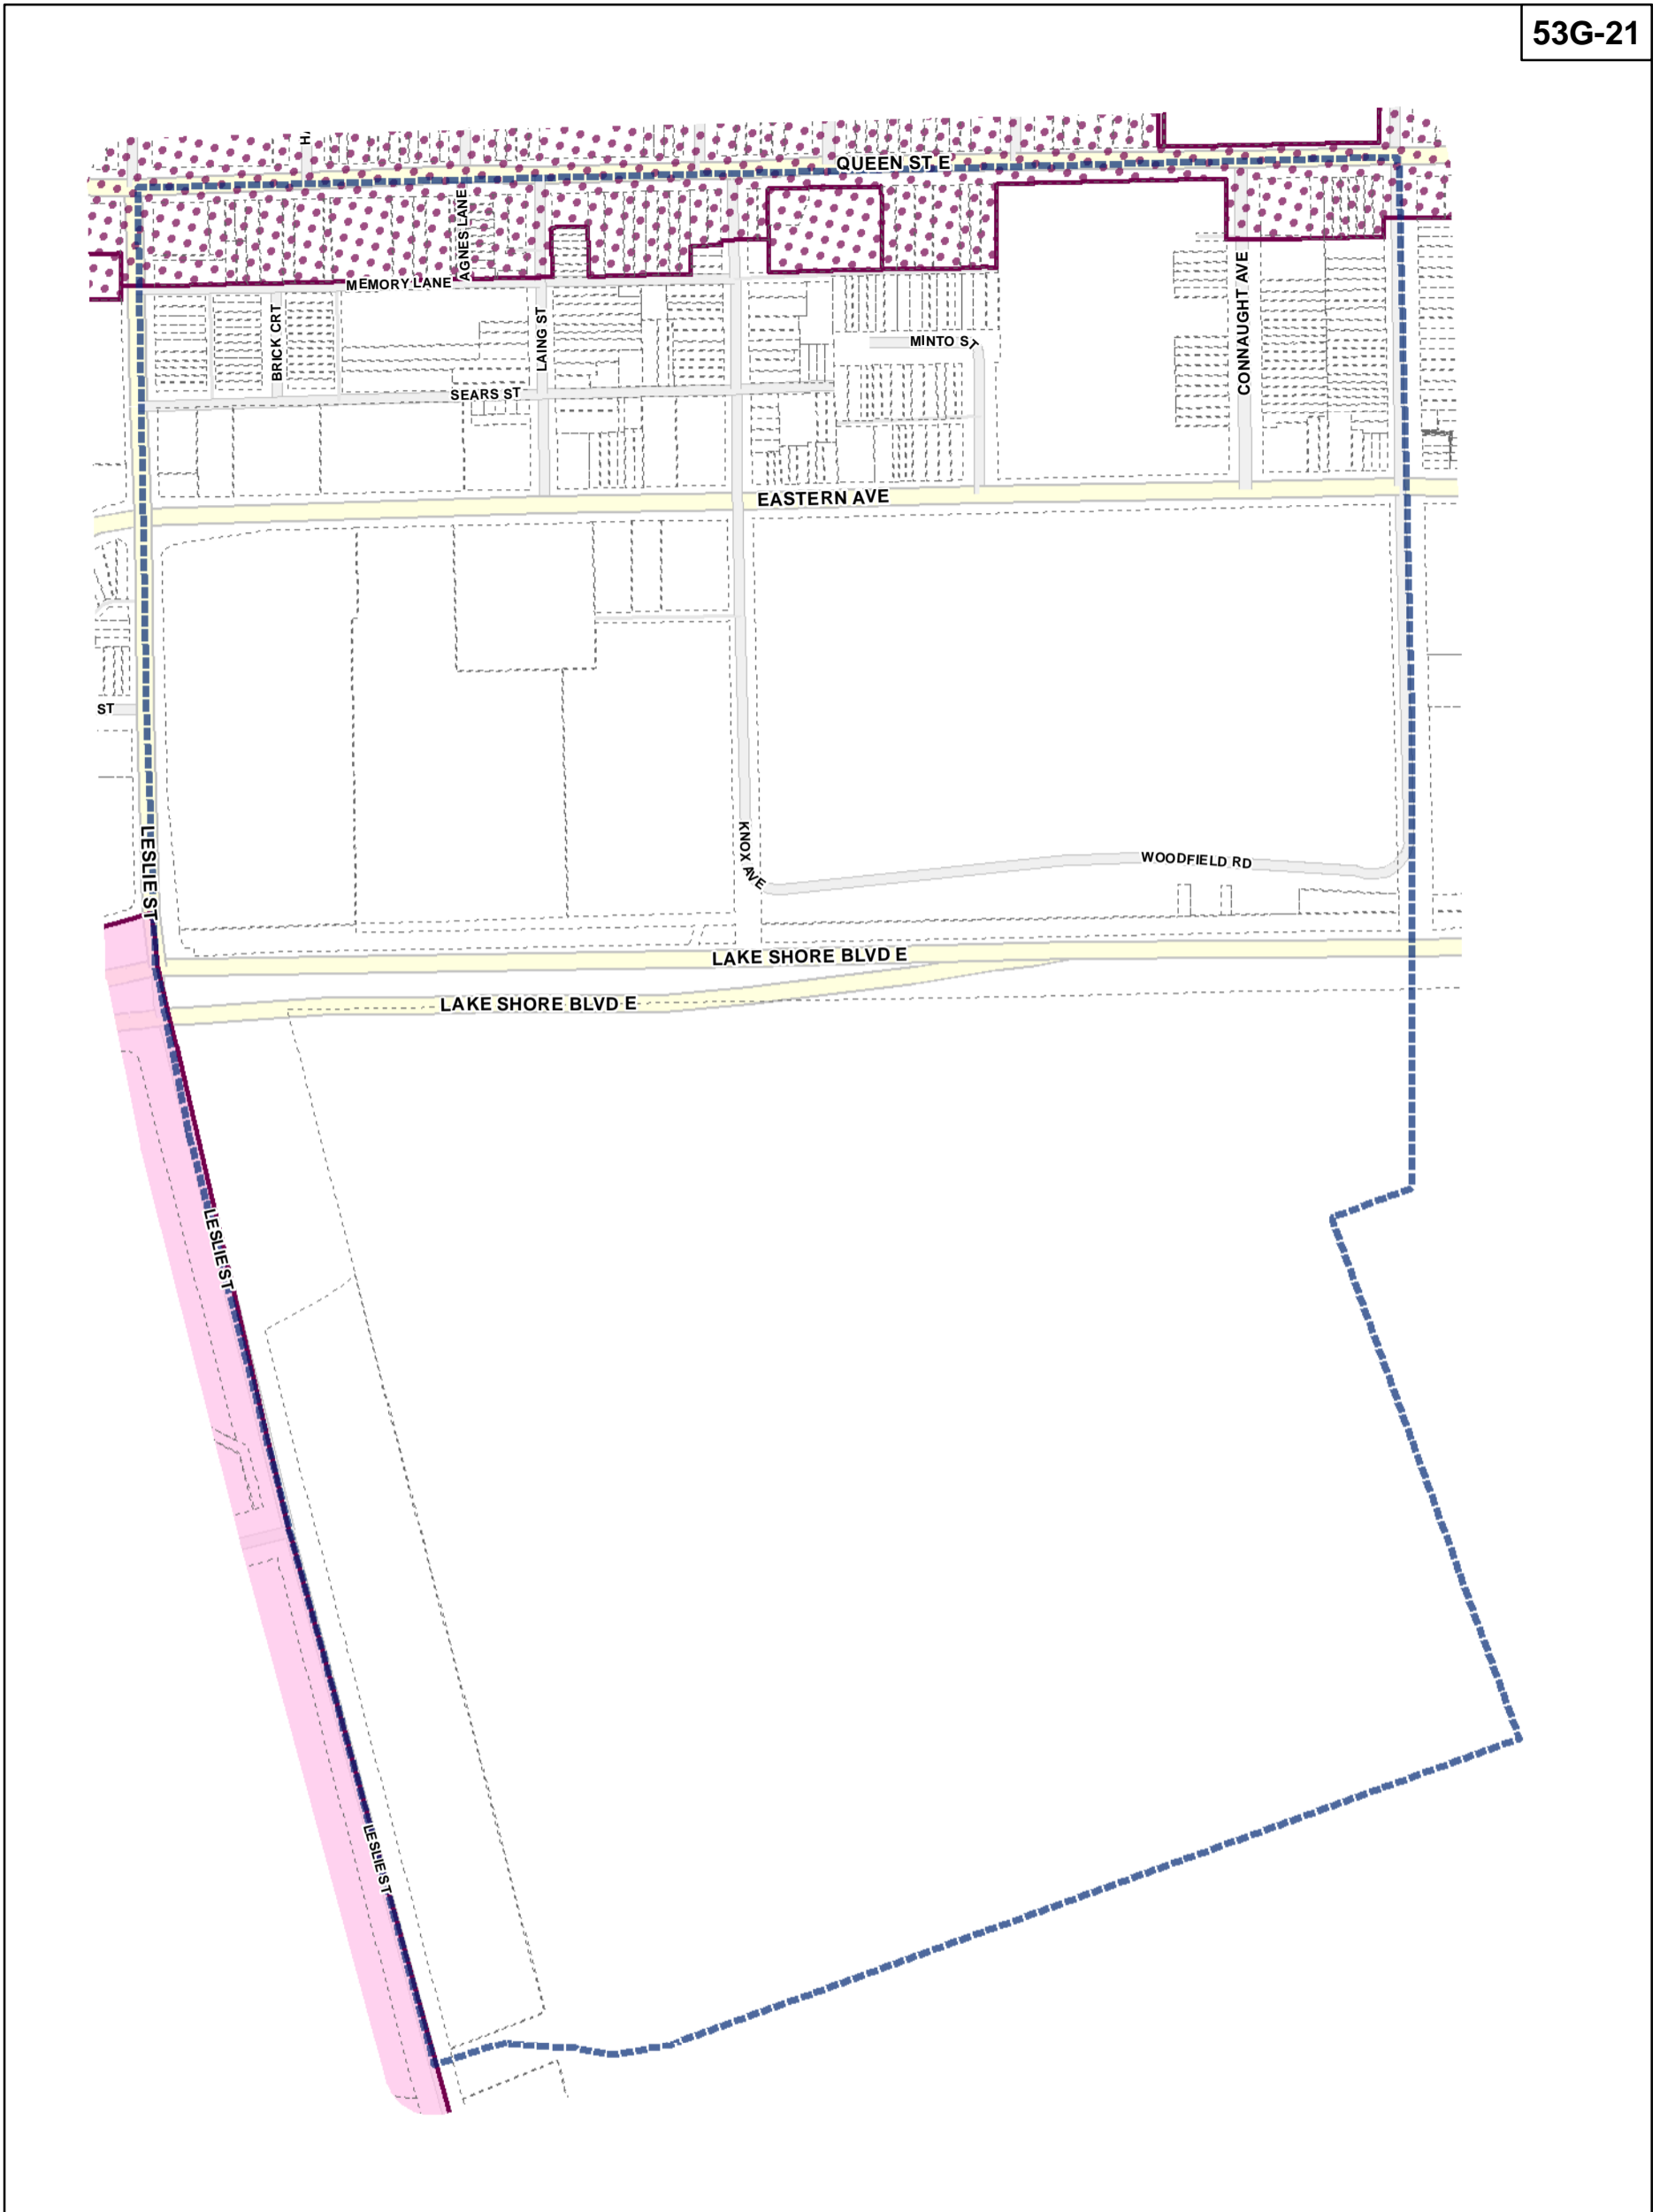 53G-21
QUEEN ST E
AGNES LANE
MEMORY LANE
BRICK CRT
LAING ST
CONNAUGHT AVE
MINTO ST
SEARS ST
EASTERN AVE
ST
LESLIE ST
KNOX AVE
WOODFIELD RD
LAKE SHORE BLVD E
LAKE SHORE BLVD E
LESLIE ST
LESLIE ST